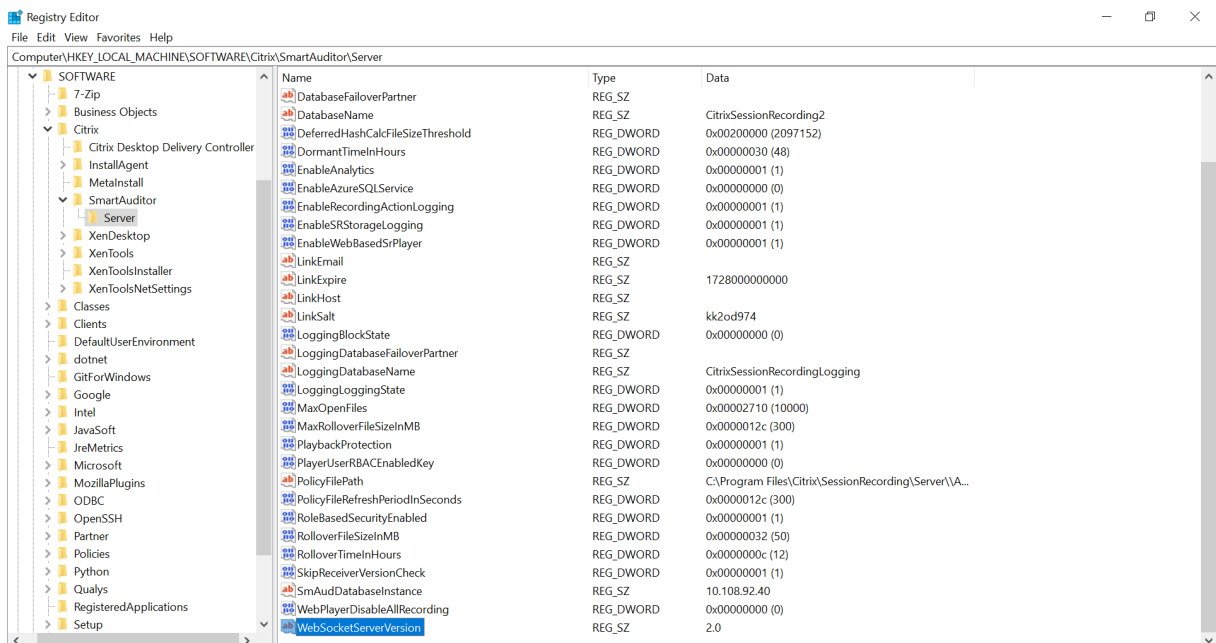 Registry Editor
File Edit View Favorites Help
Computer\HKEY_LOCAL_MACHINE\SOFTWARE\Citrix\SmartAuditor\Server
SOFTWARE
7-Zip
Business Objects
Citrix
Citrix Desktop Delivery Controller
InstallAgent
MetaInstall
SmartAuditor
Server
XenDesktop
XenTools
XenToolsInstaller
XenToolsNetSettings
Classes
Clients
DefaultUserEnvironment
dotnet
GitForWindows
Google
Intel
JavaSoft
JreMetrics
Microsoft
MozillaPlugins
ODBC
OpenSSH
Partner
Policies
Python
Qualys
RegisteredApplications
Setup
Name Type Data
DatabaseFailoverPartner REG_SZ
DatabaseName REG_SZ CitrixSessionRecording2
DeferredHashCalcFileSizeThreshold REG_DWORD 0x00200000 (2097152)
DormantTimeInHours REG_DWORD 0x00000030 (48)
EnableAnalytics REG_DWORD 0x00000001 (1)
EnableAzureSQLService REG_DWORD 0x00000000 (0)
EnableRecordingActionLogging REG_DWORD 0x00000001 (1)
EnableSRStorageLogging REG_DWORD 0x00000001 (1)
EnableWebBasedSrPlayer REG_DWORD 0x00000001 (1)
LinkEmail REG_SZ
LinkExpire REG_SZ 1728000000000
LinkHost REG_SZ
LinkSalt REG_SZ kk2od974
LoggingBlockState REG_DWORD 0x00000000 (0)
LoggingDatabaseFailoverPartner REG_SZ
LoggingDatabaseName REG_SZ CitrixSessionRecordingLogging
LoggingLoggingState REG_DWORD 0x00000001 (1)
MaxOpenFiles REG_DWORD 0x00002710 (10000)
MaxRolloverFileSizeInMB REG_DWORD 0x0000012c (300)
PlaybackProtection REG_DWORD 0x00000001 (1)
PlayerUserRBACEnabledKey REG_DWORD 0x00000000 (0)
PolicyFilePath REG_SZ C:\Program Files\Citrix\SessionRecording\Server\\A...
PolicyFileRefreshPeriodInSeconds REG_DWORD 0x0000012c (300)
RoleBasedSecurityEnabled REG_DWORD 0x00000001 (1)
RolloverFileSizeInMB REG_DWORD 0x00000032 (50)
RolloverTimeInHours REG_DWORD 0x0000000c (12)
SkipReceiverVersionCheck REG_DWORD 0x00000001 (1)
SmAudDatabaseInstance REG_SZ 10.108.92.40
WebPlayerDisableAllRecording REG_DWORD 0x00000000 (0)
WebSocketServerVersion REG_SZ 2.0